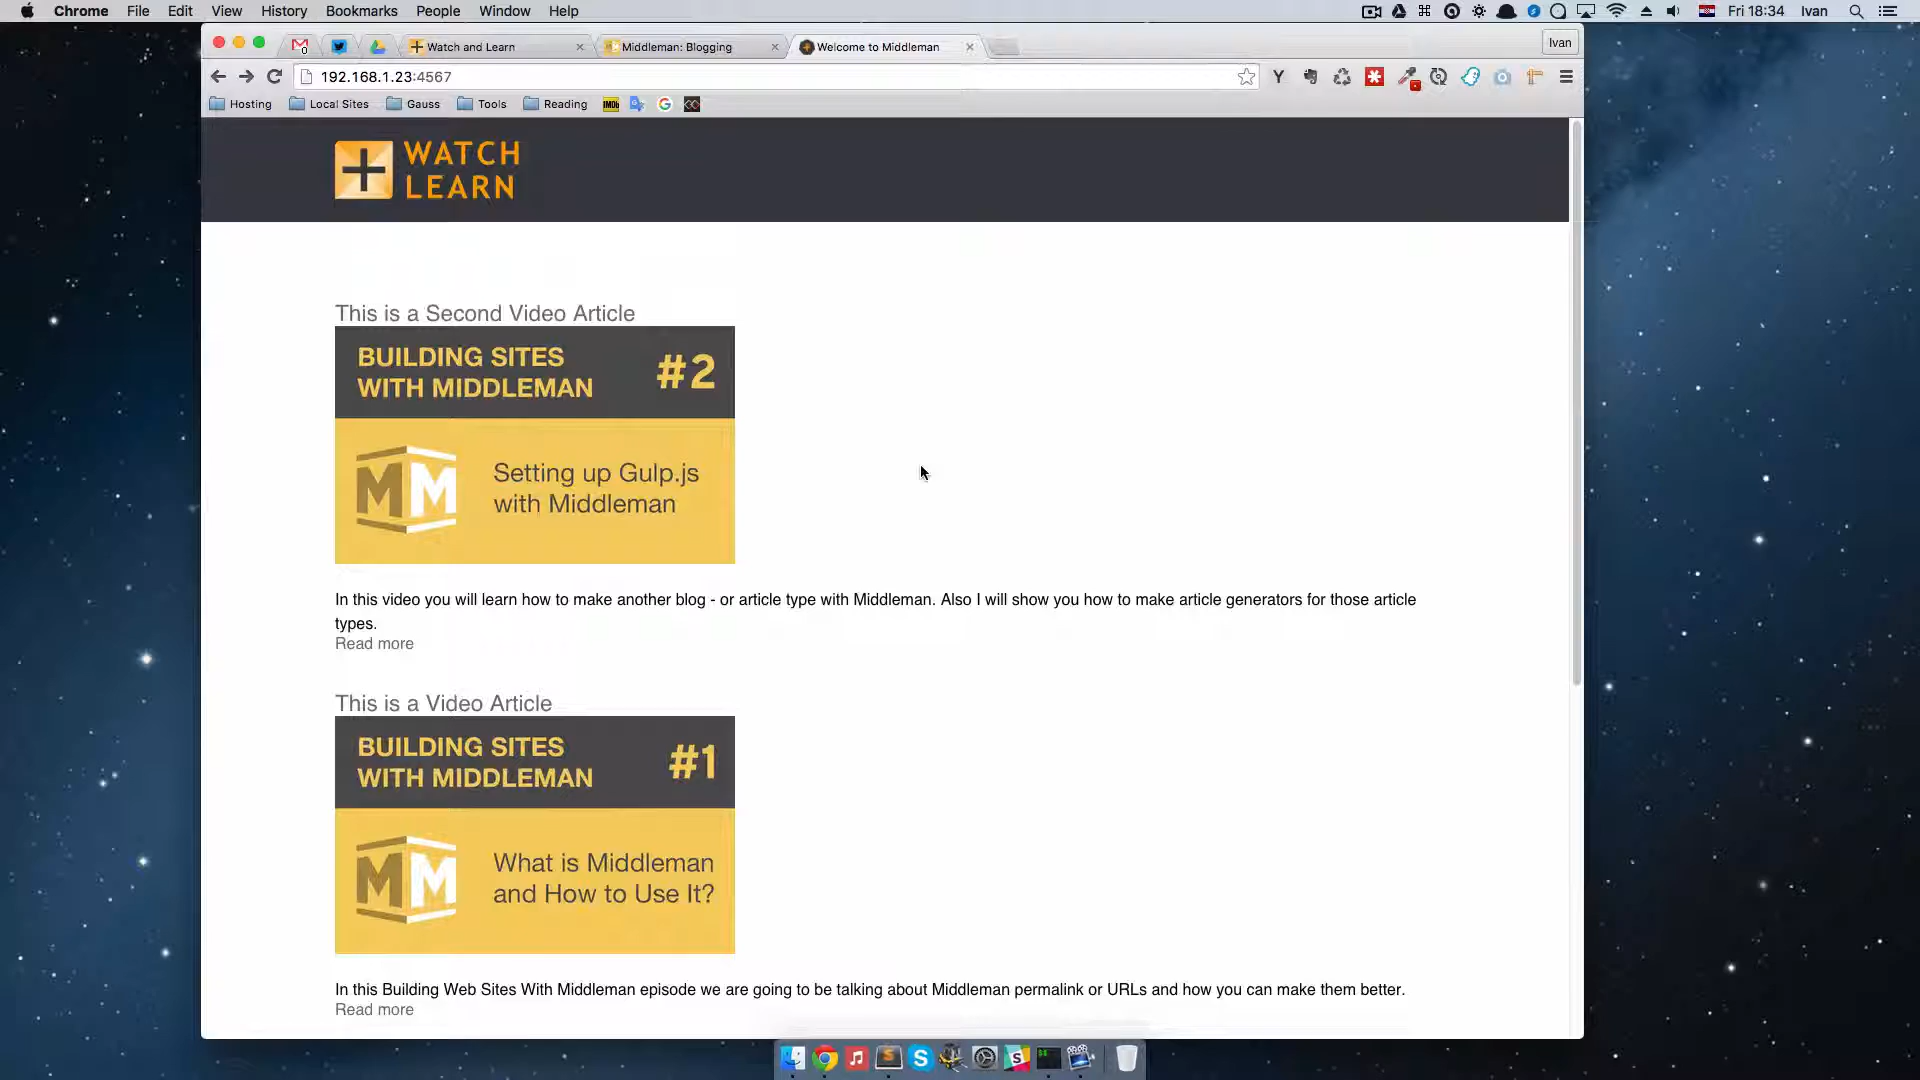 Chrome File Edit View History Bookmarks People Window Help Fri 18:34 Ivan
Watch and Learn Middleman: Blogging Welcome to Middleman Ivan
192.168.1.23:4567
Hosting Local Sites Gauss Tools Reading
WATCH
LEARN
This is a Second Video Article
BUILDING SITES
WITH MIDDLEMAN
#2
Setting up Gulp.js
with Middleman
In this video you will learn how to make another blog - or article type with Middleman. Also I will show you how to make article generators for those article
types.
Read more
This is a Video Article
BUILDING SITES
WITH MIDDLEMAN
#1
What is Middleman
and How to Use It?
In this Building Web Sites With Middleman episode we are going to be talking about Middleman permalink or URLs and how you can make them better.
Read more